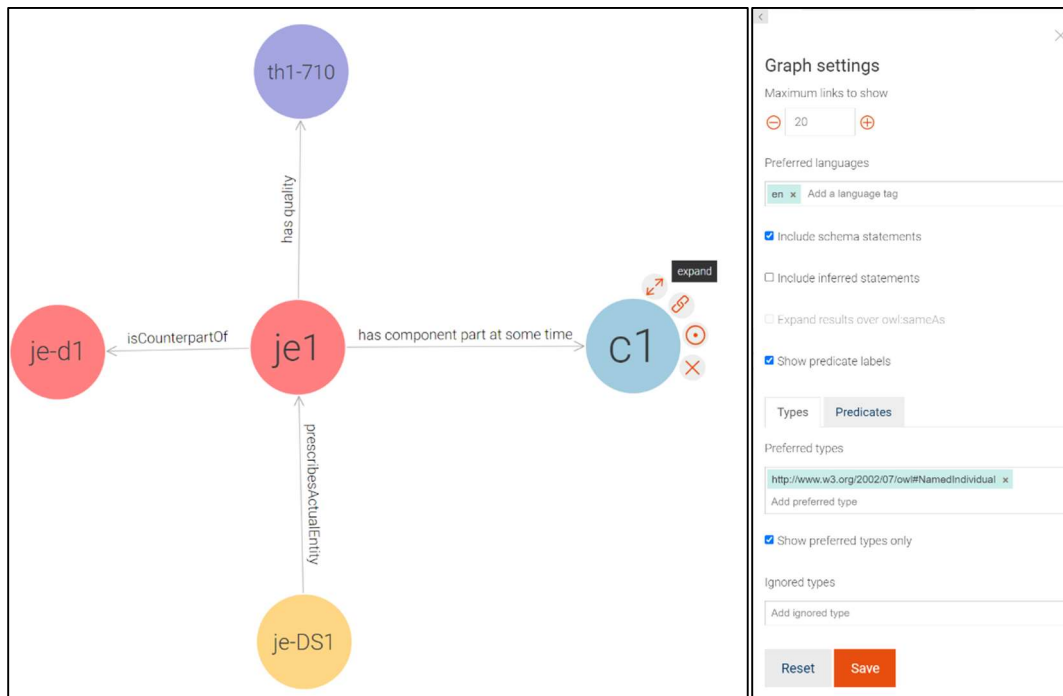 th1-710
has quality
je-d1
isCounterpartOf
je1
has component part at some time
c1
expand
prescribesActualEntity
je-DS1
Graph settings
Maximum links to show
20
Preferred languages
en × Add a language tag
Include schema statements
Include inferred statements
Expand results over owl:sameAs
Show predicate labels
Types Predicates
Preferred types
http://www.w3.org/2002/07/owl#NamedIndividual ×
Add preferred type
Show preferred types only
Ignored types
Add ignored type
Reset Save